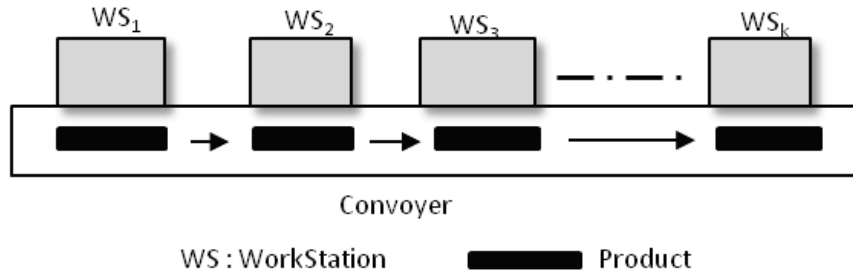 WS₁ WS₂ WS₃ WSₖ
Convoyer
WS : WorkStation Product